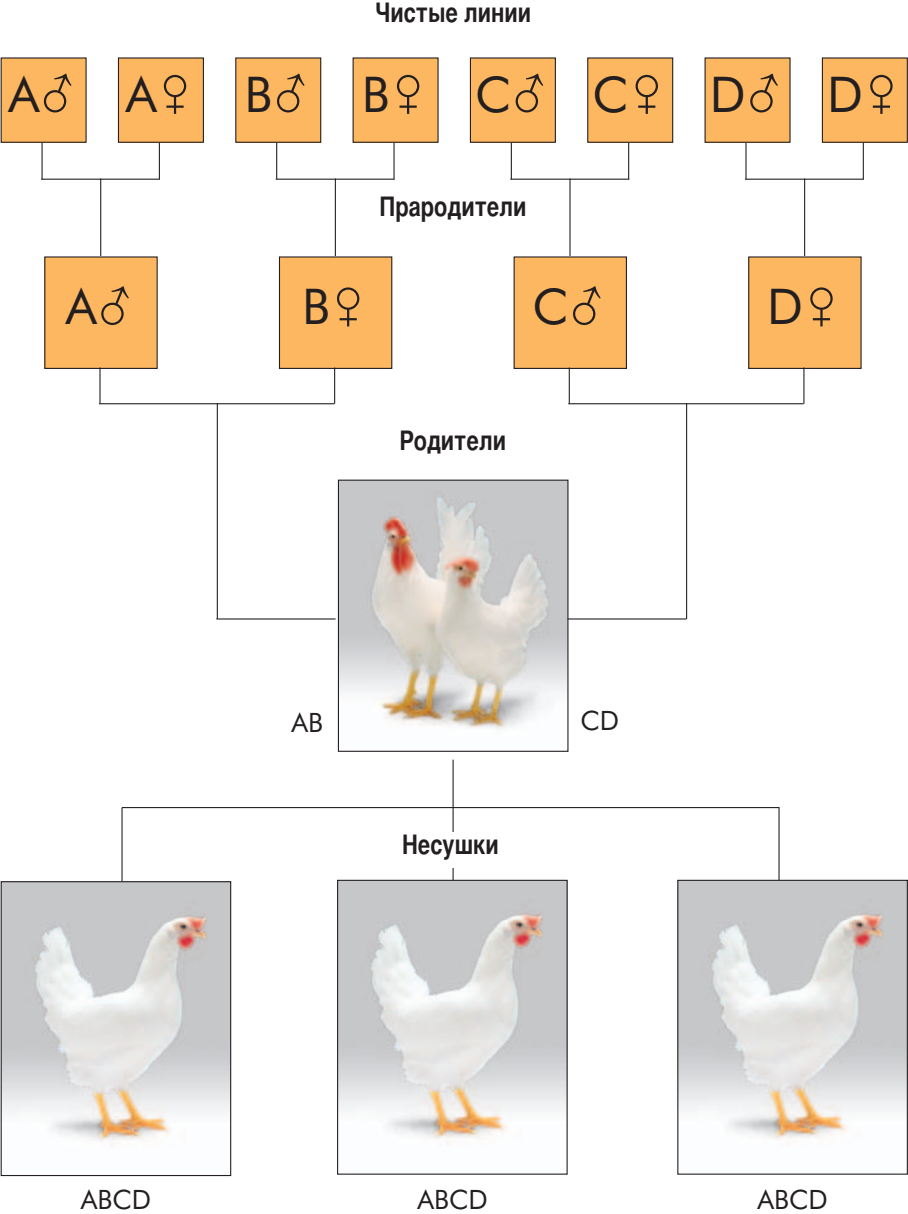 Чистые линии
A♂ A♀ B♂ B♀ C♂ C♀ D♂ D♀
Прародители
A♂ B♀ C♂ D♀
Родители
AB CD
Несушки
ABCD ABCD ABCD